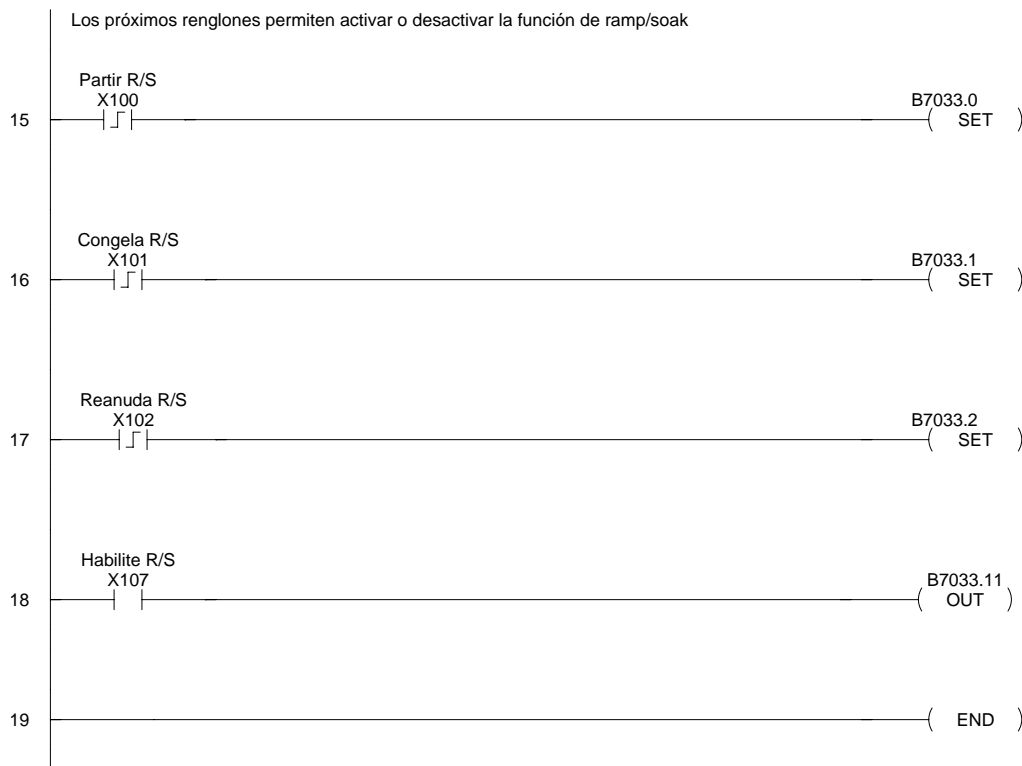 Los próximos renglones permiten activar o desactivar la función de ramp/soak
Partir R/S
X100
B7033.0
15
SET
Congela R/S
X101
B7033.1
16
SET
Reanuda R/S
X102
B7033.2
17
SET
Habilite R/S
X107
B7033.11
18
OUT
19
END